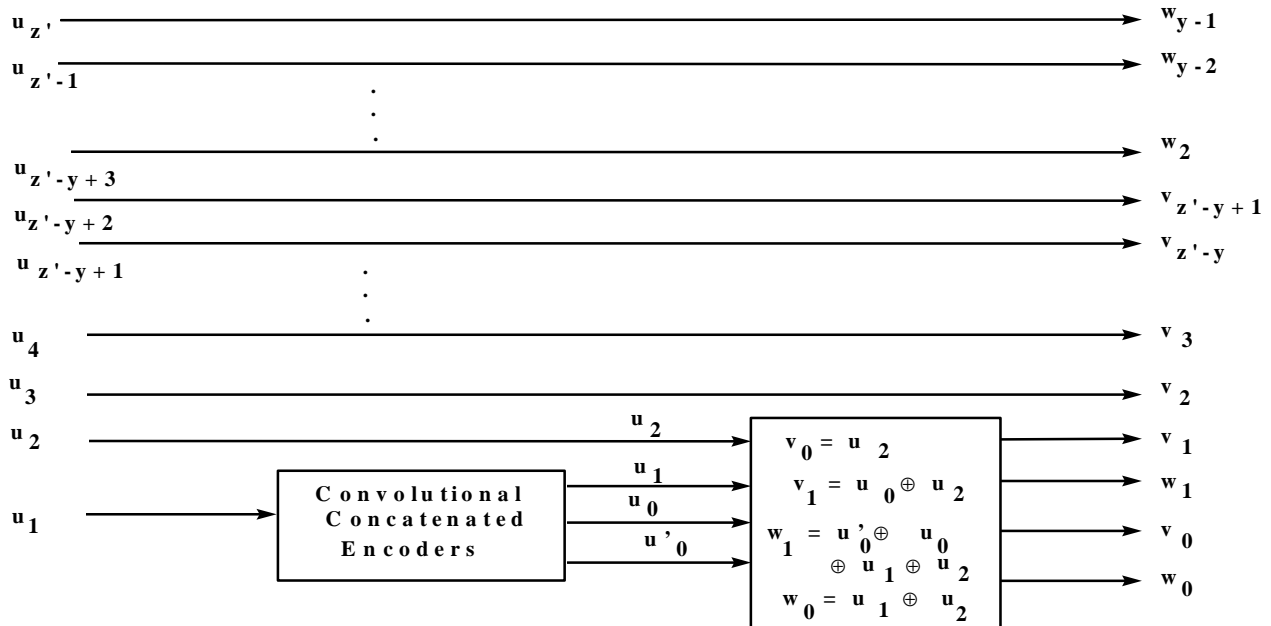 u z' w y-1
u z'-1 w y-2
.
.
.
u z'-y+3 w 2
u z'-y+2 v z'-y+1
u z'-y+1 v z'-y
.
.
.
u 4 v 3
u 3 v 2
u 2 u 2 v 1
u 1 Convolutional Concatenated Encoders
u 1 w 1
u 0 v 0
u' 0 w 0
v 0 = u 2
v 1 = u 0 ⊕ u 2
w 1 = u' 0 ⊕ u 0
⊕ u 1 ⊕ u 2
w 0 = u 1 ⊕ u 2